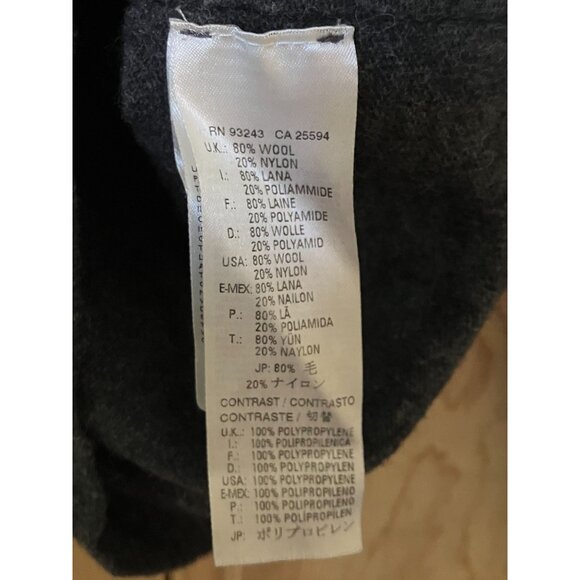 RN 93243 CA 25594
U.K.: 80% WOOL
20% NYLON
I.: 80% LANA
20% POLIAMMIDE
F.: 80% LAINE
20% POLYAMIDE
D.: 80% WOLLE
20% POLYAMID
USA: 80% WOOL
20% NYLON
E-MEX: 80% LANA
20% NAILON
P.: 80% LÃ
20% POLIAMIDA
T.: 80% YÜN
20% NAYLON
JP: 80% 毛
20% ナイロン
CONTRAST / CONTRASTO
CONTRASTE / 切替
U.K.: 100% POLYPROPYLENE
I.: 100% POLIPROPILENICA
F.: 100% POLYPROPYLENE
D.: 100% POLYPROPYLEN
USA: 100% POLYPROPYLENE
E-MEX: 100% POLIPROPILENO
P.: 100% POLIPROPILENO
T.: 100% POLİPROPİLEN
JP: ポリプロピレン